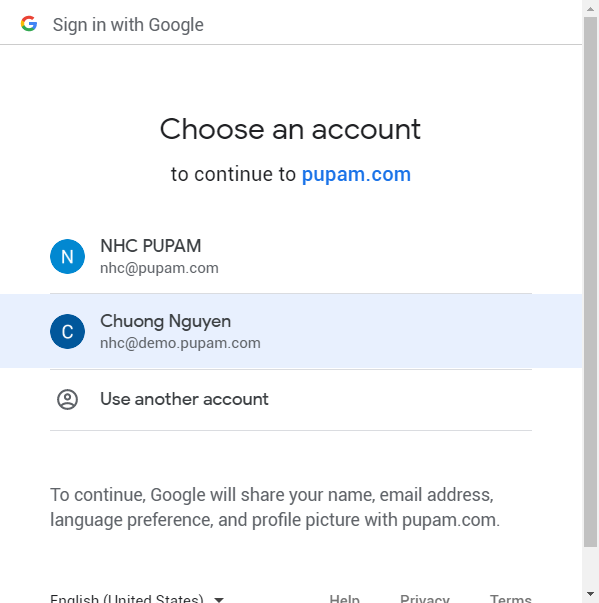 Sign in with Google
Choose an account
to continue to pupam.com
N
NHC PUPAM
nhc@pupam.com
C
Chuong Nguyen
nhc@demo.pupam.com
Use another account
To continue, Google will share your name, email address,
language preference, and profile picture with pupam.com.
English (United States) Help Privacy Terms